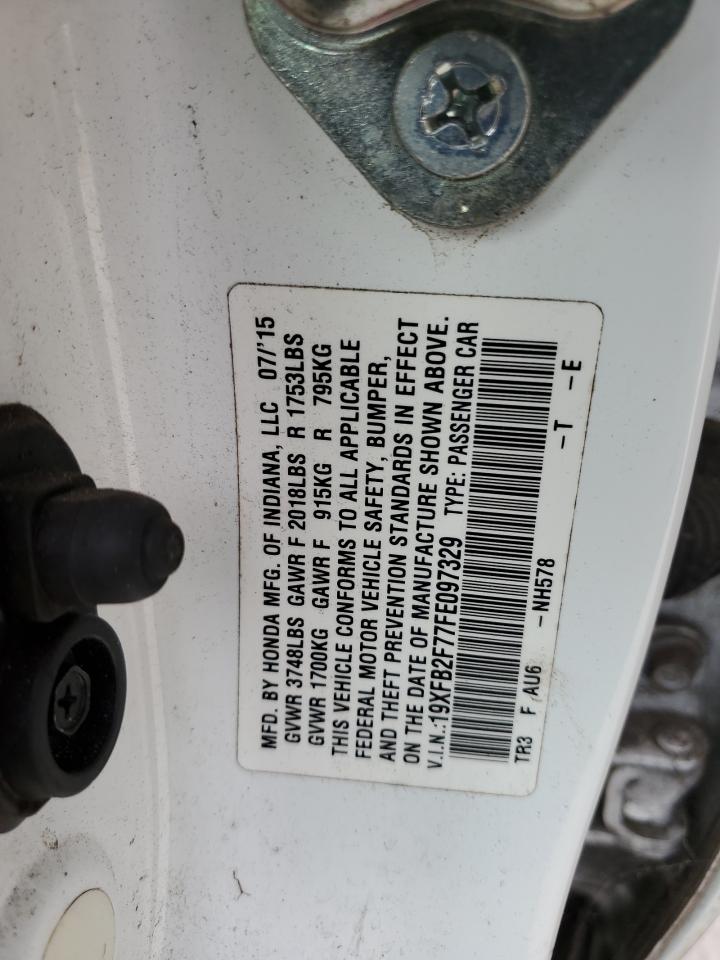 MFD. BY HONDA MFG. OF INDIANA, LLC 07/'15
GVWR 3748LBS GAWR F 2018LBS R 1753LBS
GVWR 1700KG GAWR F 915KG R 795KG
THIS VEHICLE CONFORMS TO ALL APPLICABLE
FEDERAL MOTOR VEHICLE SAFETY, BUMPER,
AND THEFT PREVENTION STANDARDS IN EFFECT
ON THE DATE OF MANUFACTURE SHOWN ABOVE.
V.I.N.:19XFB2F77FE097329 TYPE: PASSENGER CAR
TR3 F AU6 -NH578 -T -E